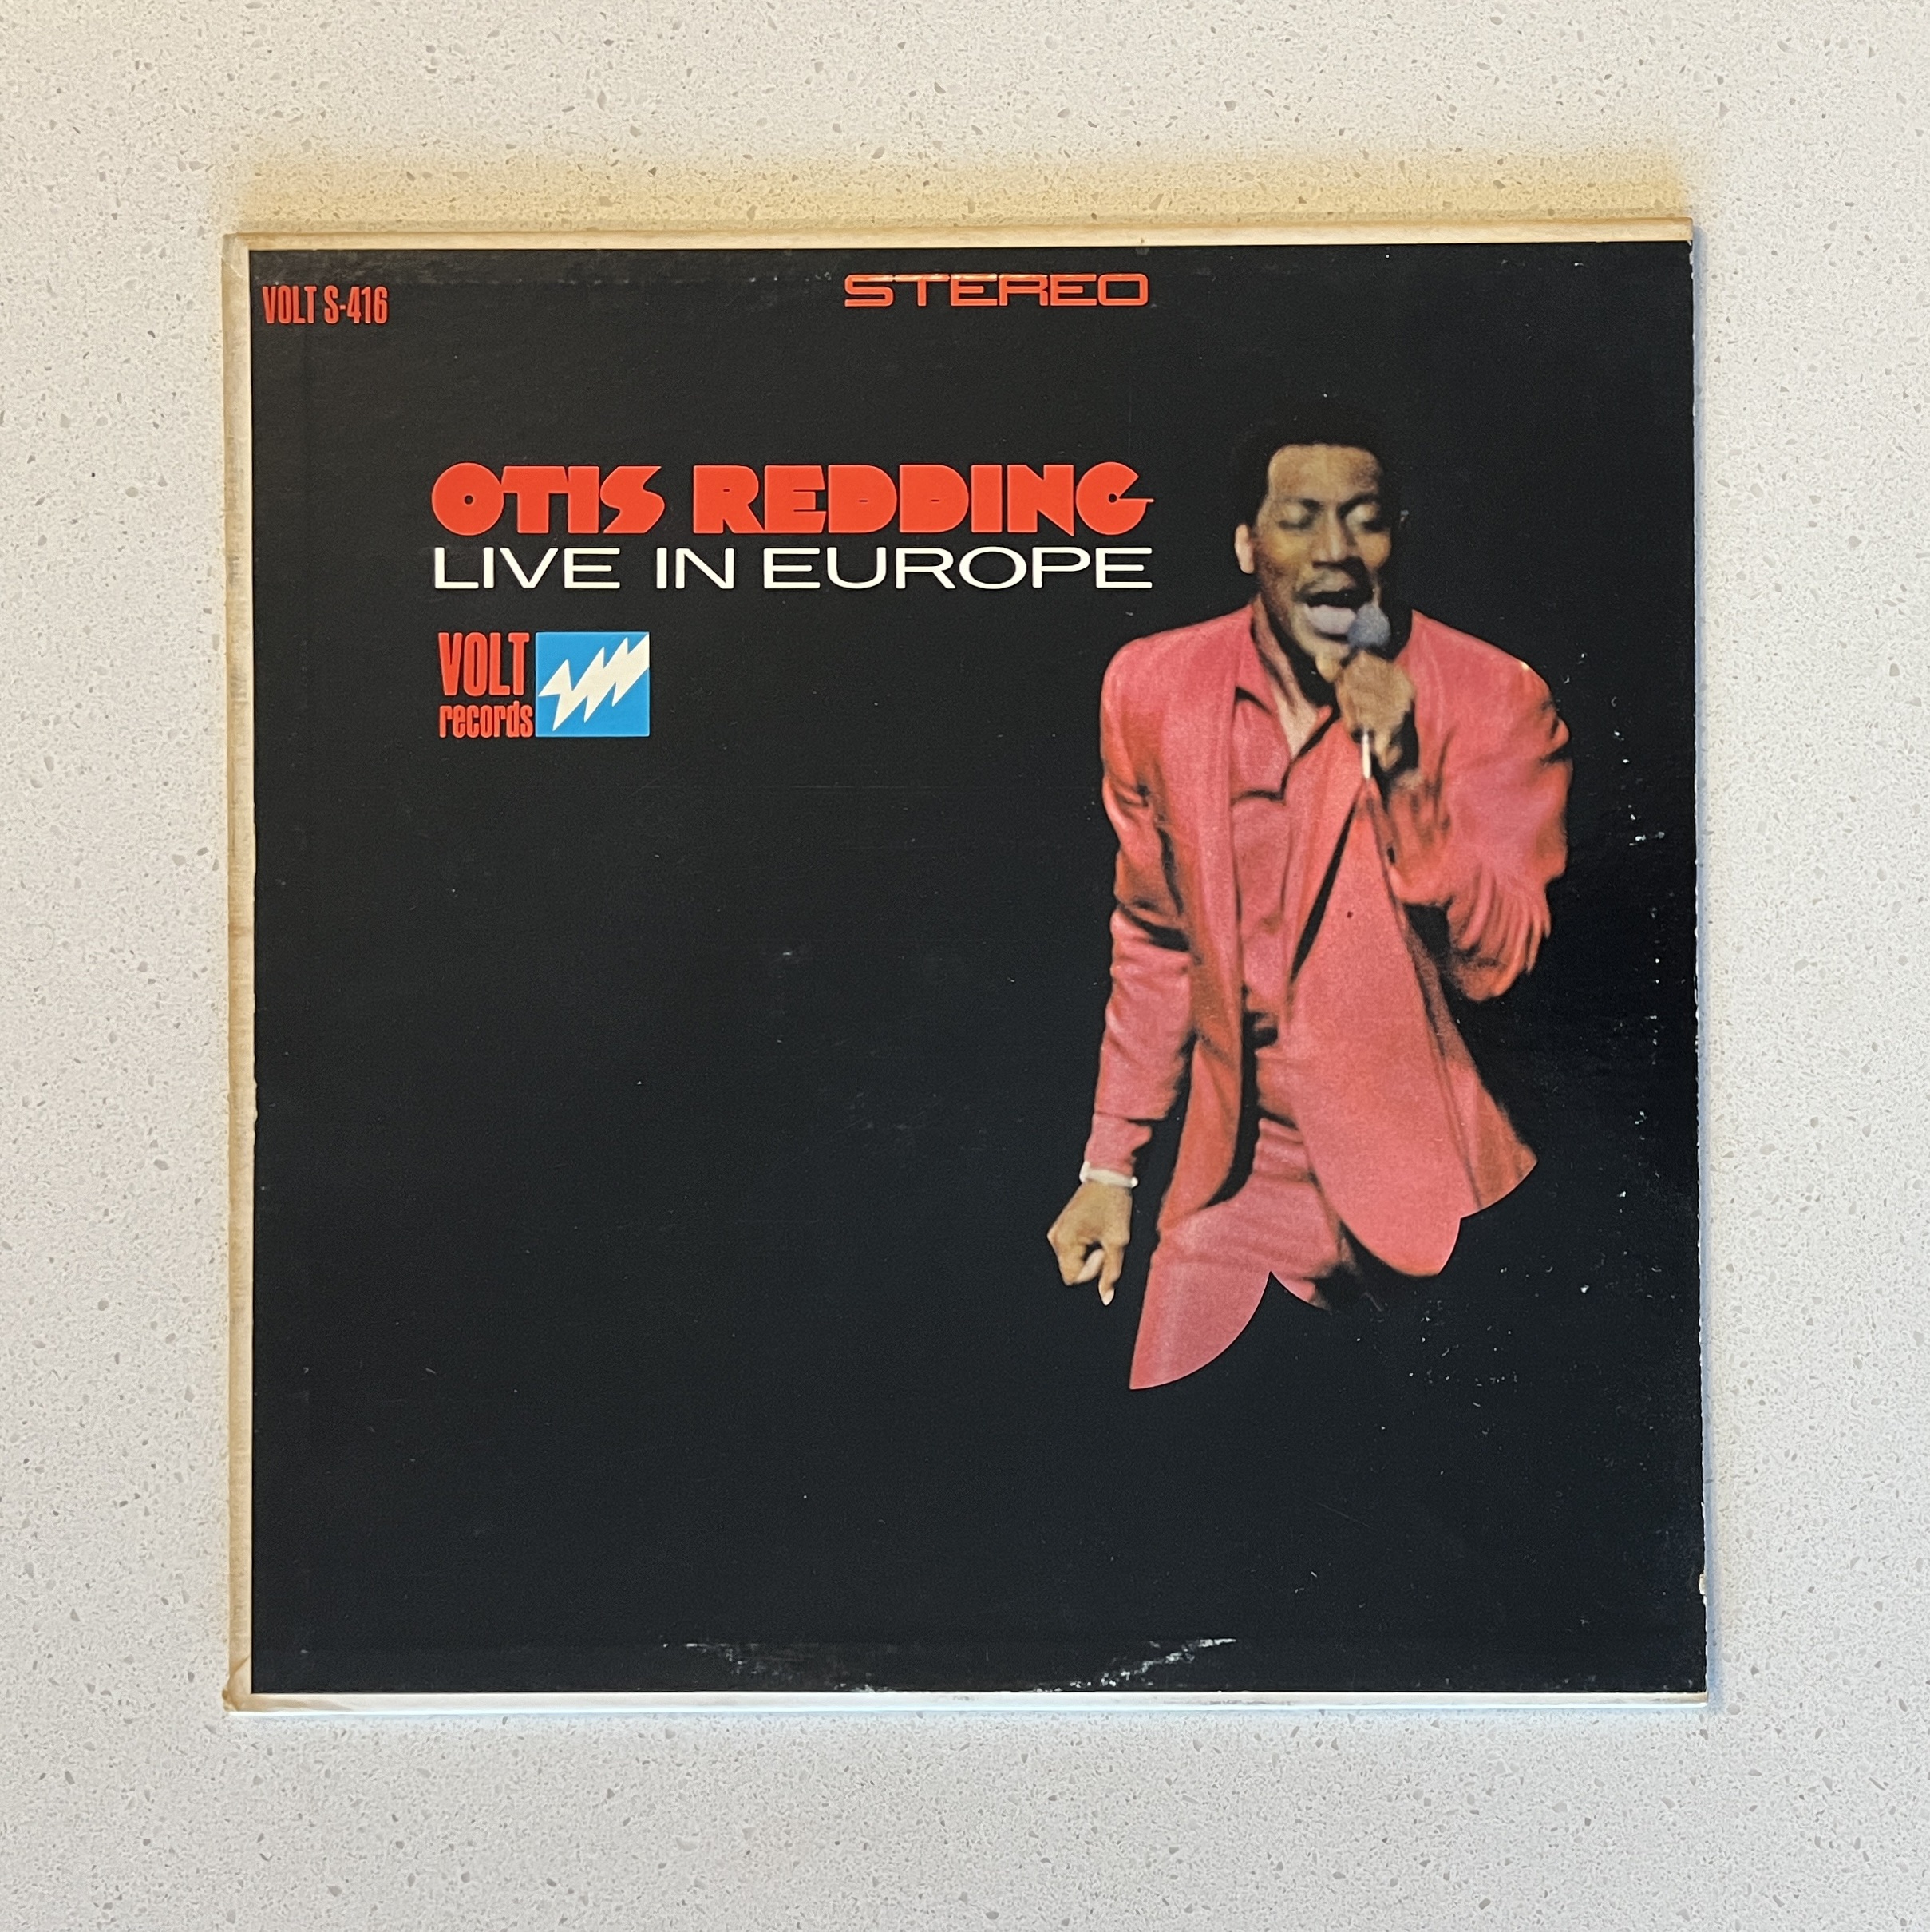 VOLT S-416
STEREO
OTIS REDDING
LIVE IN EUROPE
VOLT
records